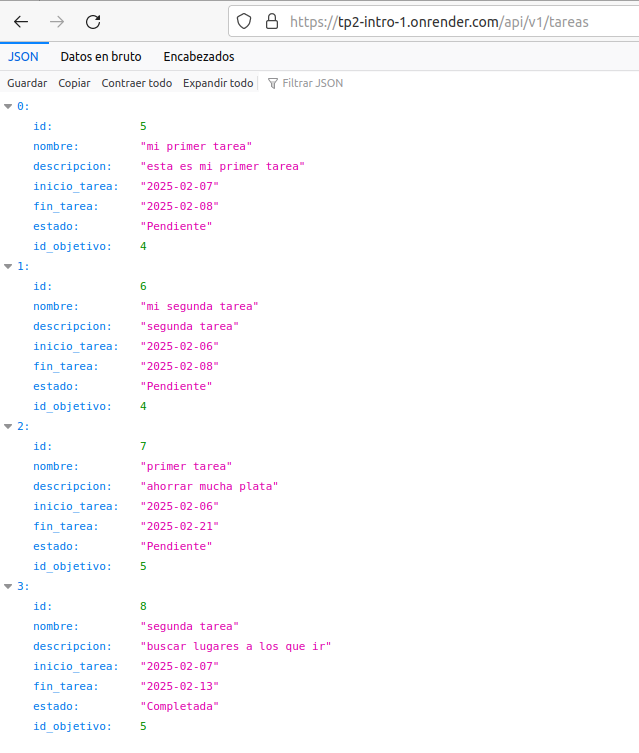 https://tp2-intro-1.onrender.com/api/v1/tareas
JSON Datos en bruto Encabezados
Guardar Copiar Contraer todo Expandir todo Filtrar JSON
0:
id: 5
nombre: "mi primer tarea"
descripcion: "esta es mi primer tarea"
inicio_tarea: "2025-02-07"
fin_tarea: "2025-02-08"
estado: "Pendiente"
id_objetivo: 4
1:
id: 6
nombre: "mi segunda tarea"
descripcion: "segunda tarea"
inicio_tarea: "2025-02-06"
fin_tarea: "2025-02-08"
estado: "Pendiente"
id_objetivo: 4
2:
id: 7
nombre: "primer tarea"
descripcion: "ahorrar mucha plata"
inicio_tarea: "2025-02-06"
fin_tarea: "2025-02-21"
estado: "Pendiente"
id_objetivo: 5
3:
id: 8
nombre: "segunda tarea"
descripcion: "buscar lugares a los que ir"
inicio_tarea: "2025-02-07"
fin_tarea: "2025-02-13"
estado: "Completada"
id_objetivo: 5